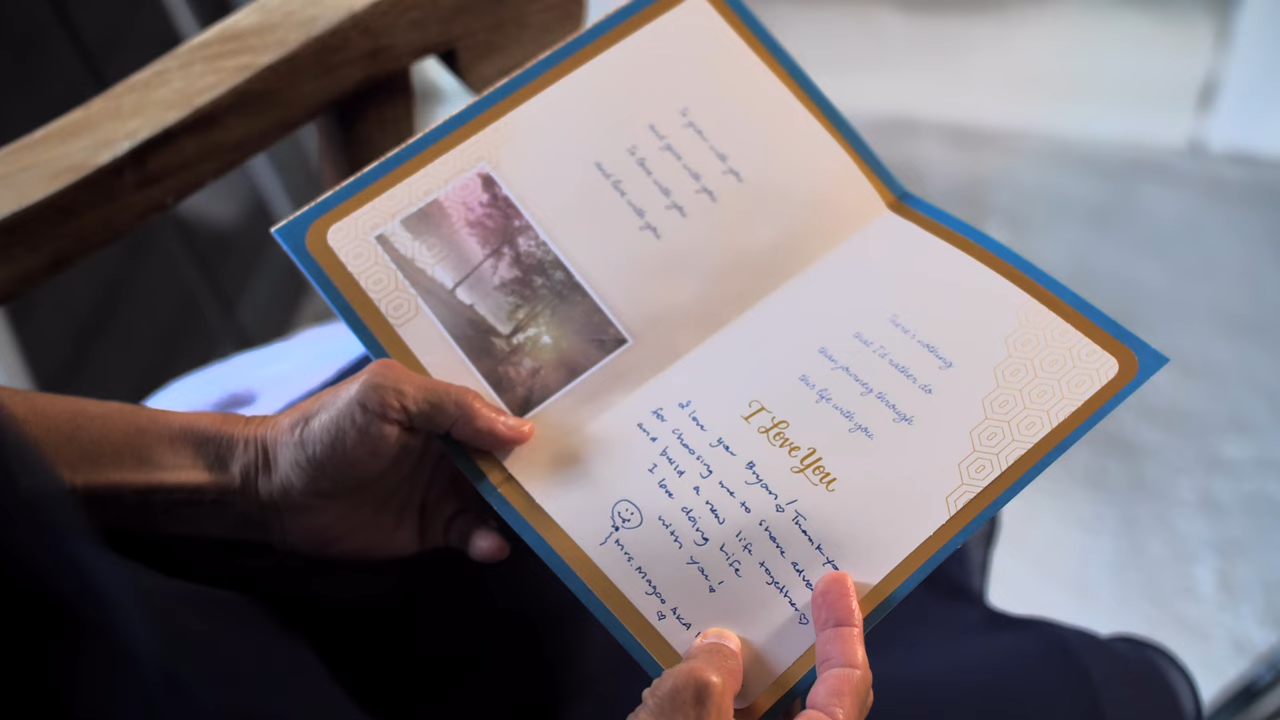 To grow with you
and give with you
To love with you
and live with you
There's nothing
that I'd rather do
than journey through
this life with you.
I Love You
I love you Bryan! Thank you
for choosing me to share adve
and build a new life together
I love doing life
with you!
Mrs. Magoo AKA